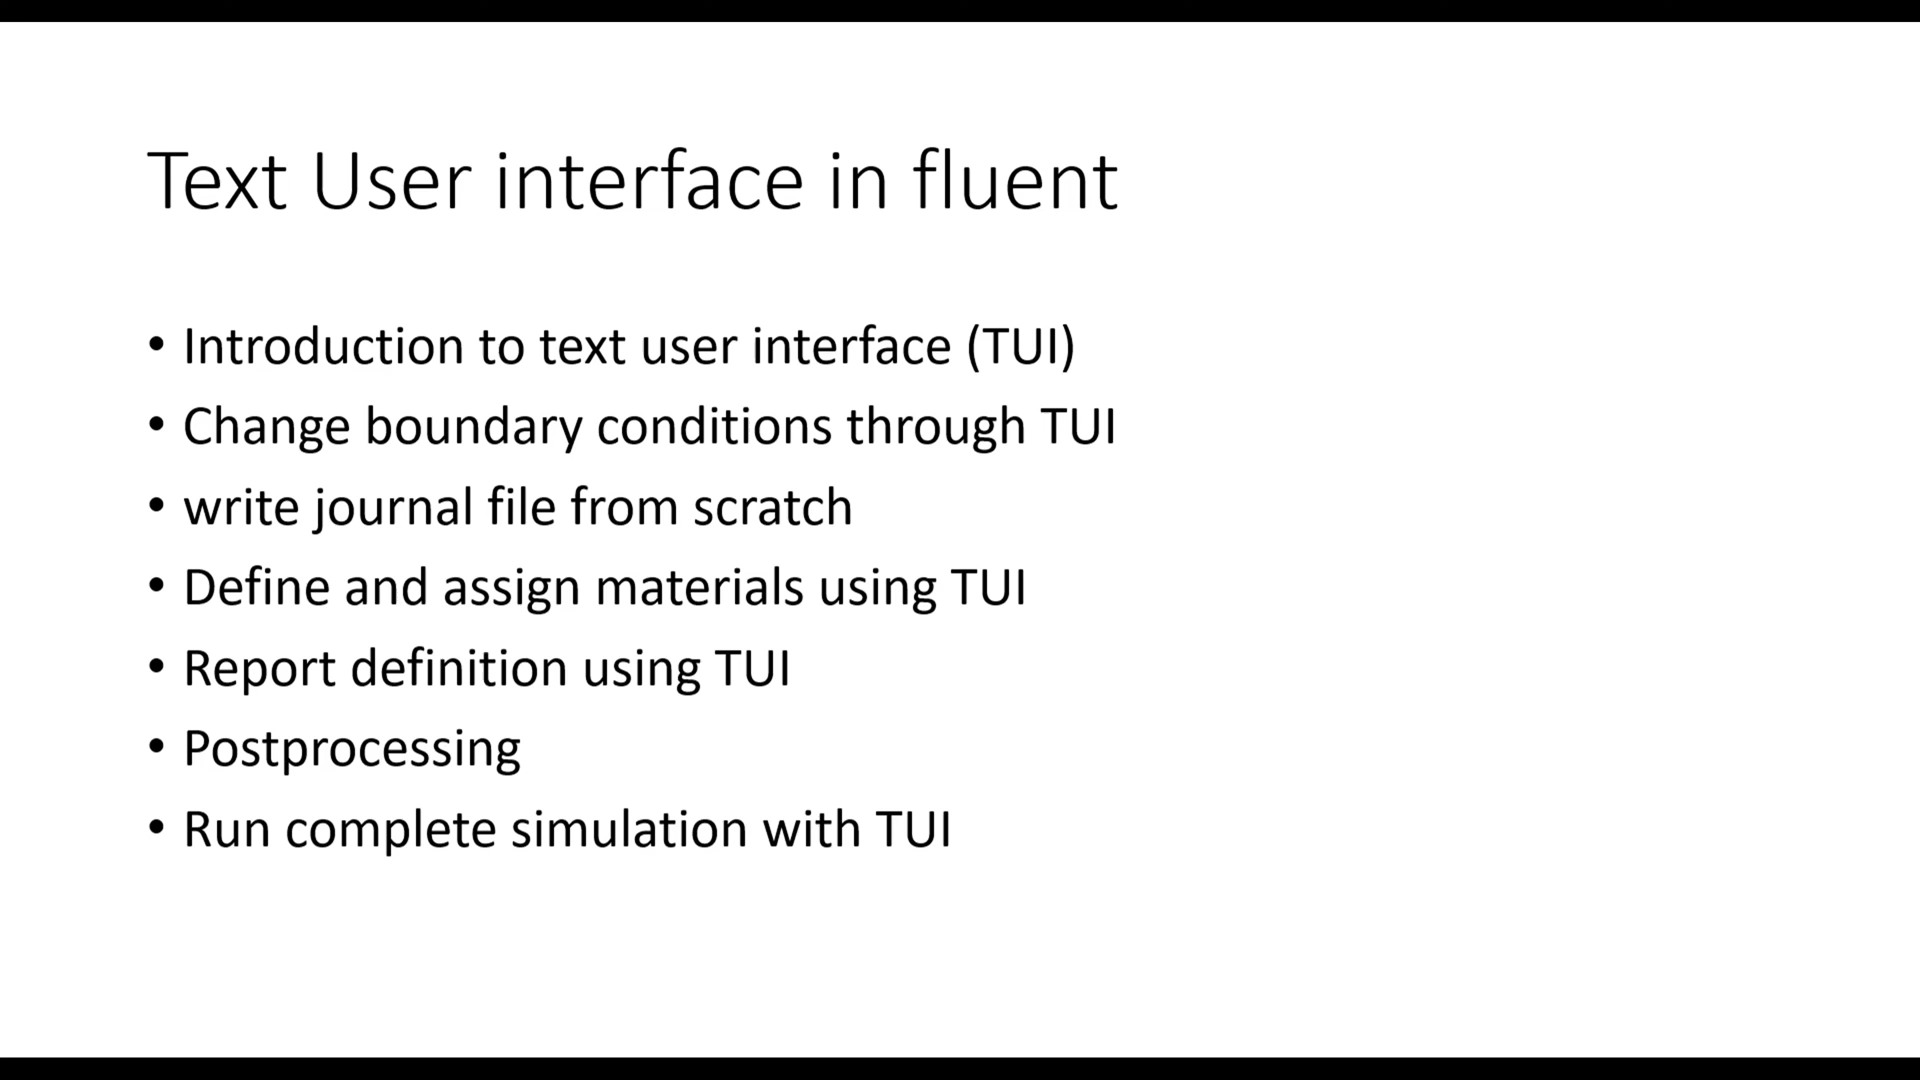 Text User interface in fluent
• Introduction to text user interface (TUI)
• Change boundary conditions through TUI
• write journal file from scratch
• Define and assign materials using TUI
• Report definition using TUI
• Postprocessing
• Run complete simulation with TUI